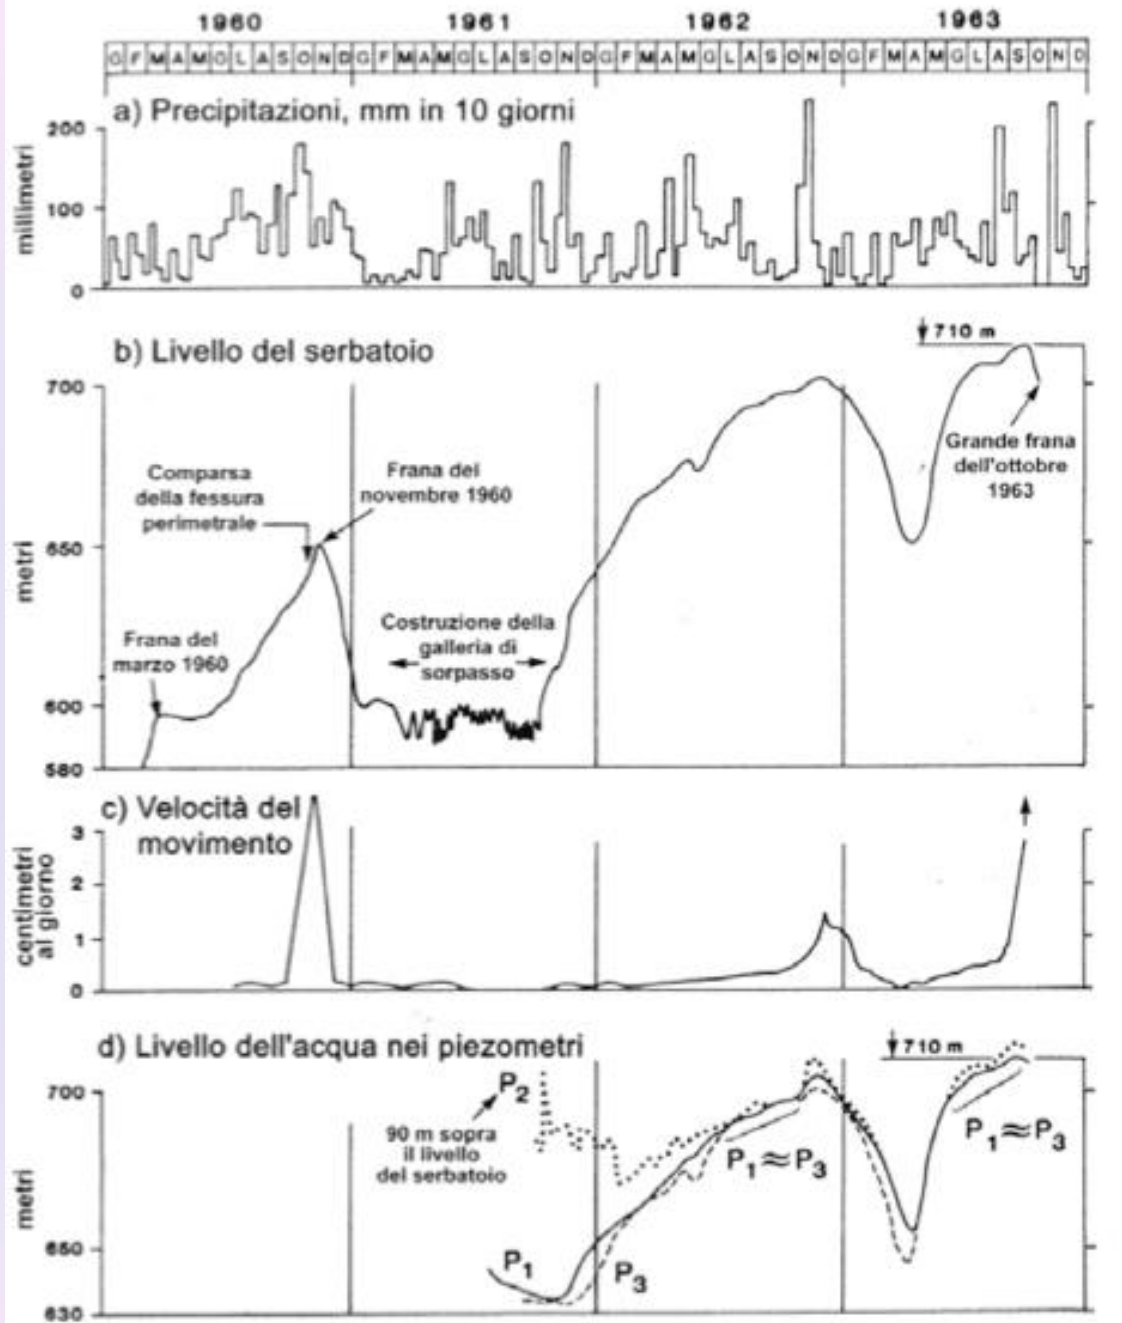 1960 1961 1962 1963
G F M A M G L A S O N D G F M A M G L A S O N D G F M A M G L A S O N D G F M A M G L A S O N D
a) Precipitazioni, mm in 10 giorni
200
100
0
millimetri
b) Livello del serbatoio
710 m
700
650
600
580
metri
Comparsa
della fessura
perimetrale
Frana del
novembre 1960
Grande frana
dell'ottobre
1963
Frana del
marzo 1960
Costruzione della
galleria di
sorpasso
c) Velocità del
movimento
3
2
1
0
centimetri
al giorno
d) Livello dell'acqua nei piezometri
710 m
700
650
630
metri
P2
90 m sopra
il livello
del serbatoio
P1≈P3
P1≈P3
P1
P3